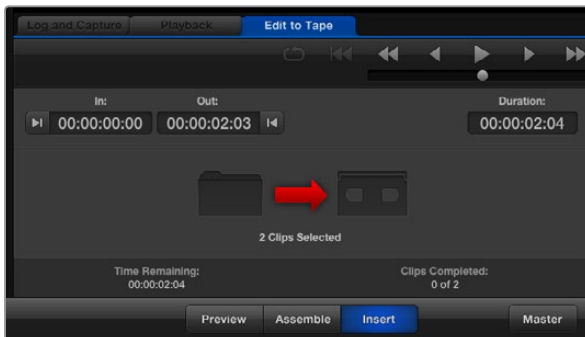 Log and Capture Playback Edit to Tape
In: Out: Duration:
00:00:00:00 00:00:02:03 00:00:02:04
2 Clips Selected
Time Remaining: Clips Completed:
00:00:02:04 0 of 2
Preview Assemble Insert Master